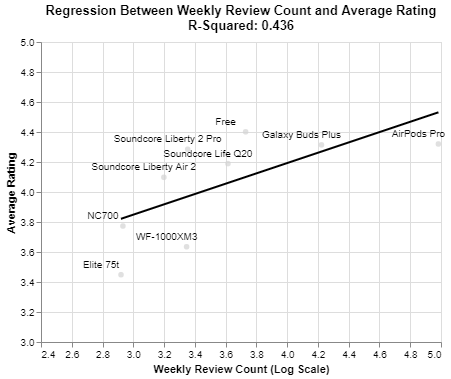 Regression Between Weekly Review Count and Average Rating
R-Squared: 0.436
5.0
4.8
4.6
4.4
4.2
4.0
3.8
3.6
3.4
3.2
3.0
Average Rating
Free
Soundcore Liberty 2 Pro
Galaxy Buds Plus
AirPods Pro
Soundcore Life Q20
Soundcore Liberty Air 2
NC700
WF-1000XM3
Elite 75t
2.4 2.6 2.8 3.0 3.2 3.4 3.6 3.8 4.0 4.2 4.4 4.6 4.8 5.0
Weekly Review Count (Log Scale)